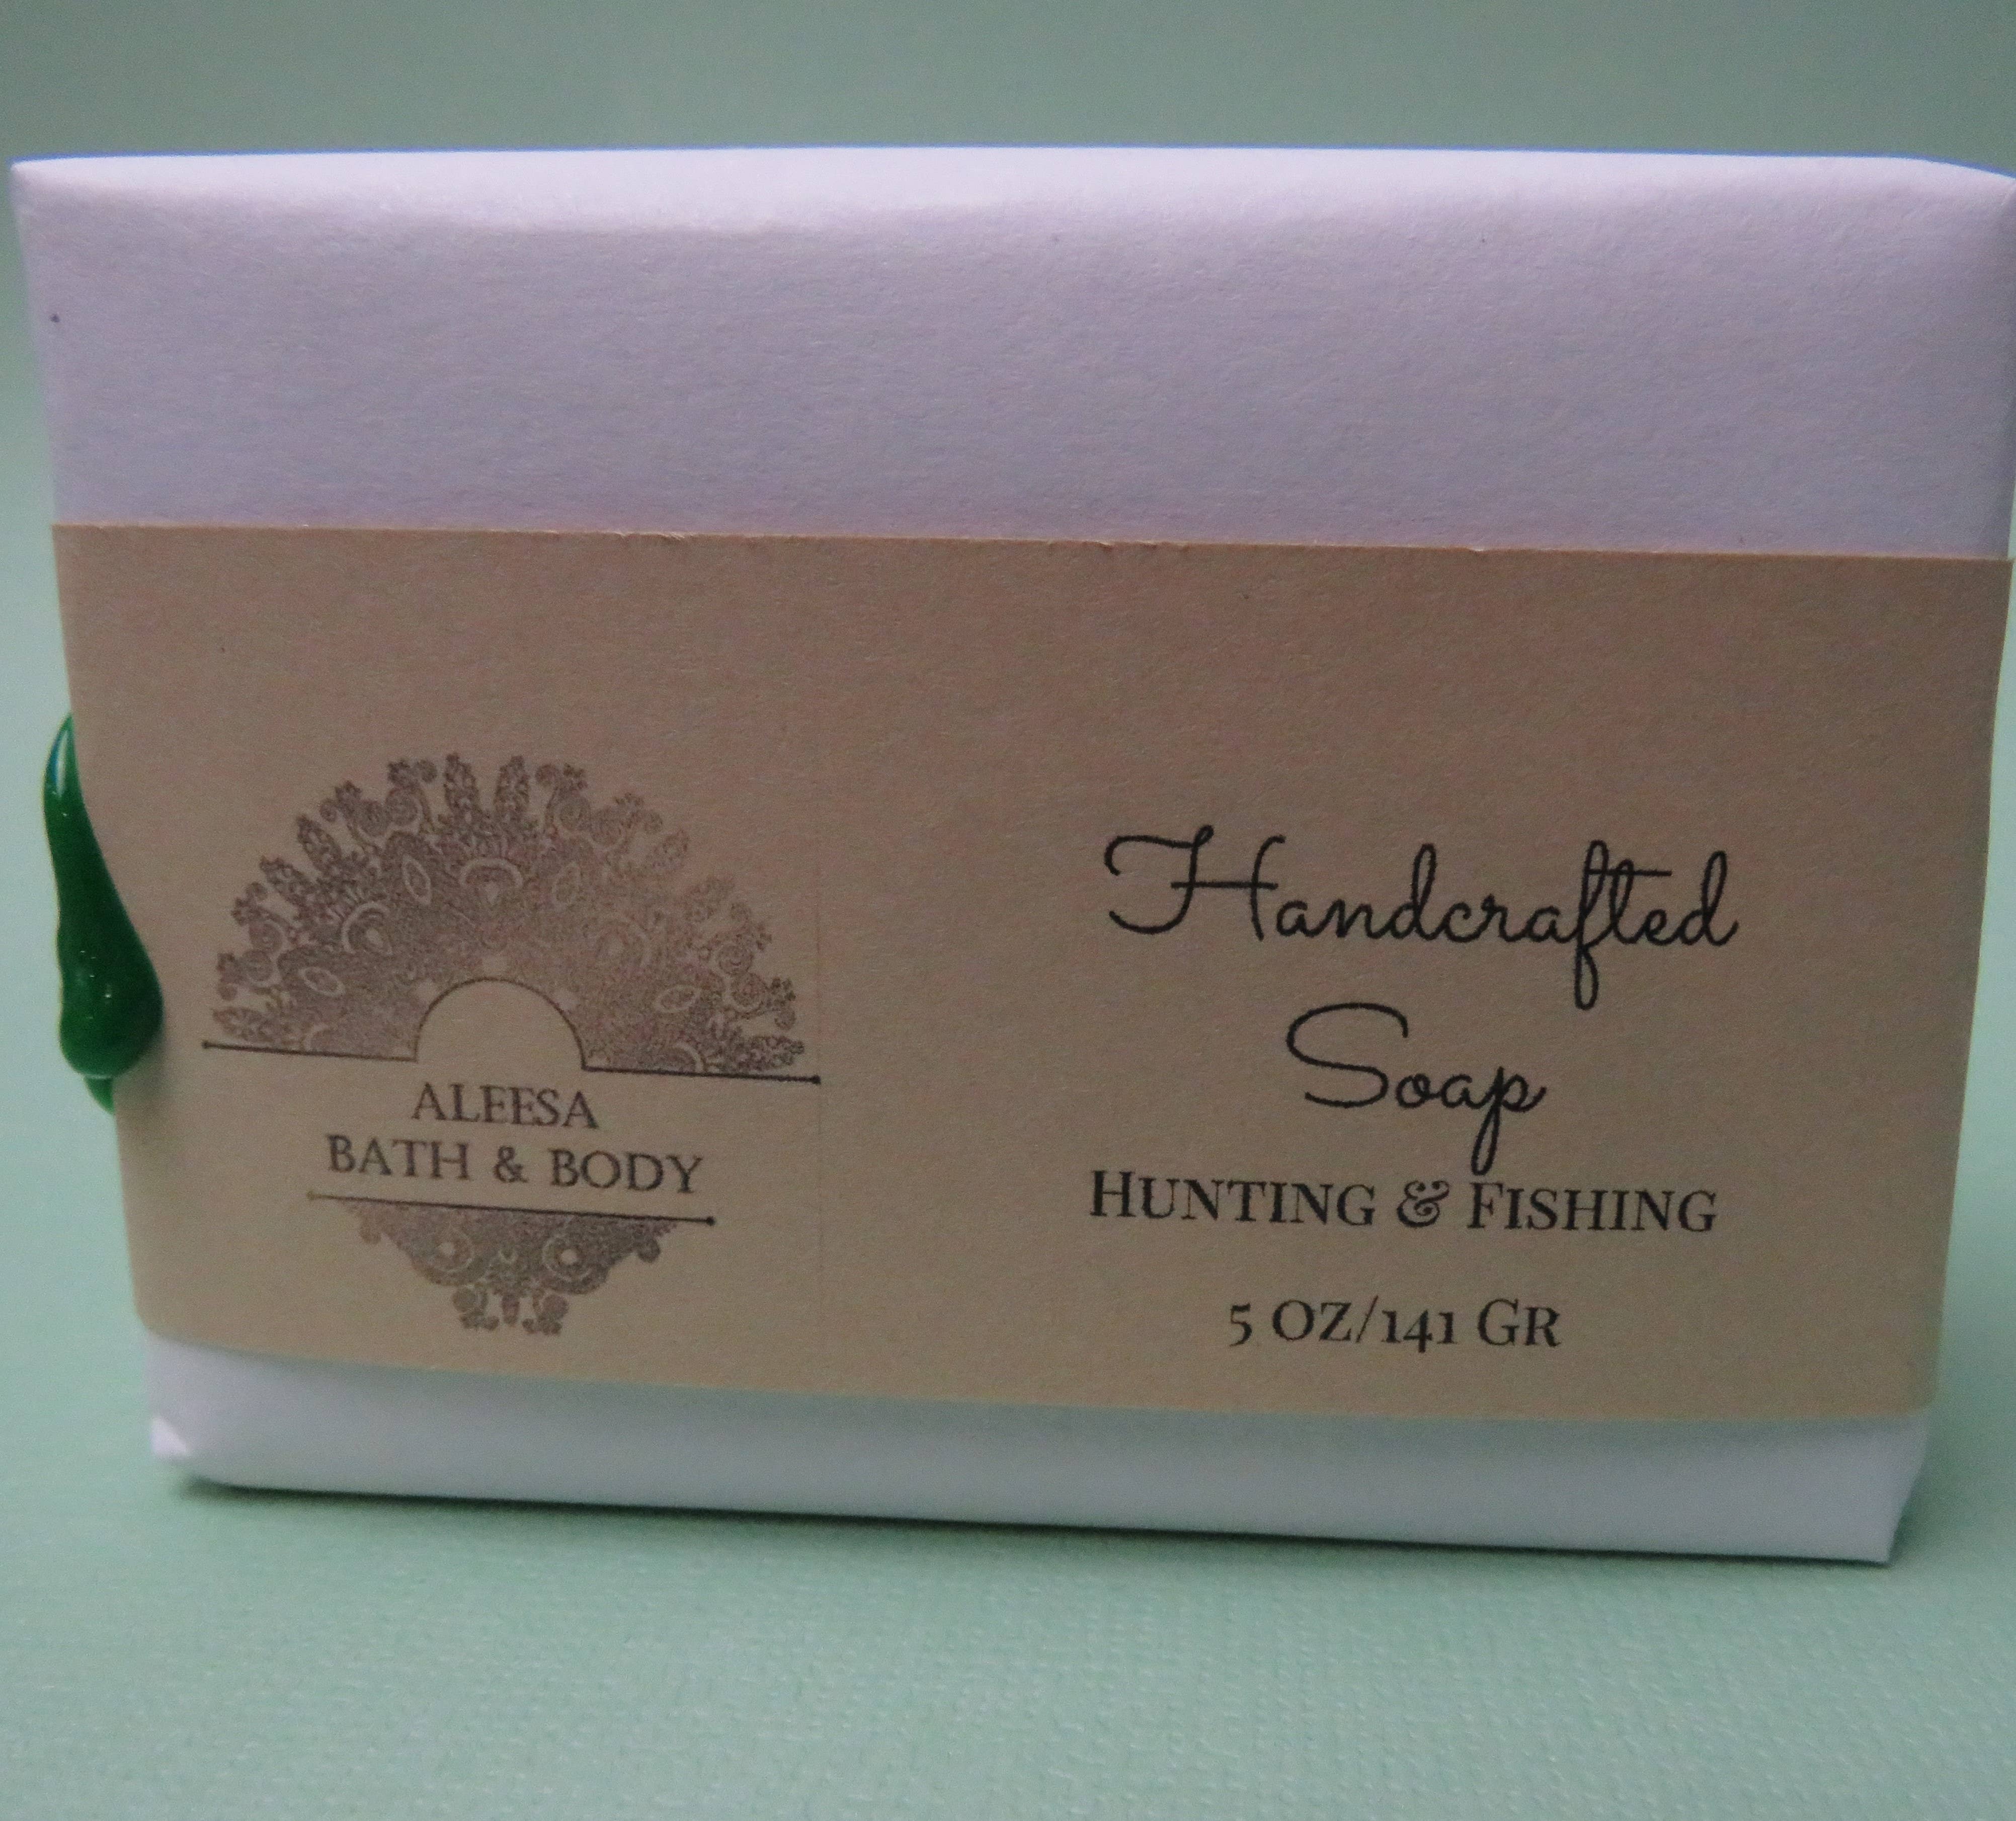 ALEESA
BATH & BODY
Handcrafted
Soap
HUNTING & FISHING
5 OZ/141 GR